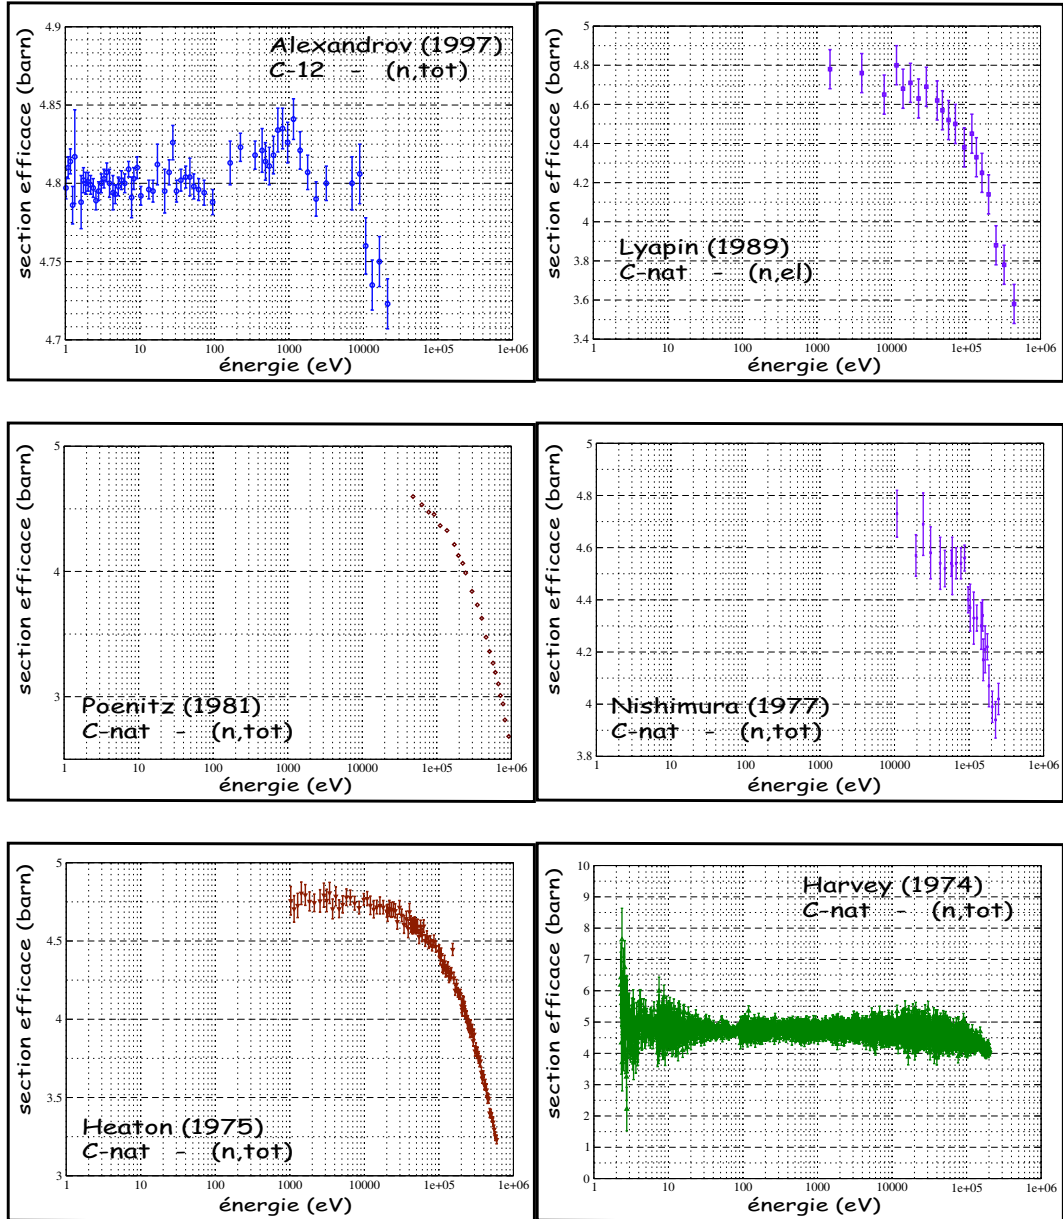 Alexandrov (1997)
C-12 - (n,tot)
section efficace (barn)
4.9
4.85
4.8
4.75
4.7
1 10 100 1000 10000 1e+05 1e+06
énergie (eV)
Lyapin (1989)
C-nat - (n,el)
section efficace (barn)
5
4.8
4.6
4.4
4.2
4
3.8
3.6
3.4
1 10 100 1000 10000 1e+05 1e+06
énergie (eV)
Poenitz (1981)
C-nat - (n,tot)
section efficace (barn)
5
4
3
1 10 100 1000 10000 1e+05 1e+06
énergie (eV)
Nishimura (1977)
C-nat - (n,tot)
section efficace (barn)
5
4.8
4.6
4.4
4.2
4
3.8
1 10 100 1000 10000 1e+05 1e+06
énergie (eV)
Heaton (1975)
C-nat - (n,tot)
section efficace (barn)
5
4.5
4
3.5
3
1 10 100 1000 10000 1e+05 1e+06
énergie (eV)
Harvey (1974)
C-nat - (n,tot)
section efficace (barn)
10
9
8
7
6
5
4
3
2
1
0
1 10 100 1000 10000 1e+05 1e+06
énergie (eV)